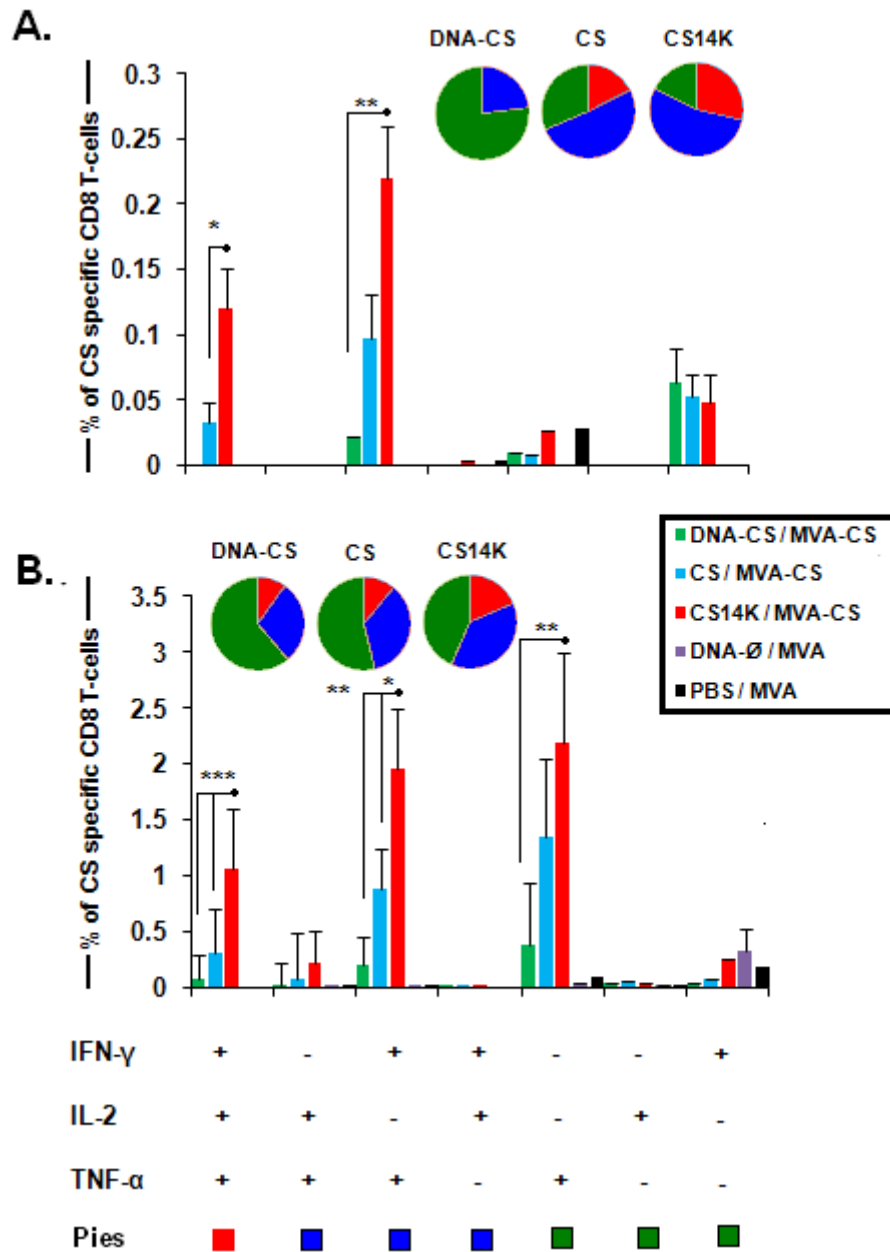 A.
DNA-CS CS CS14K
% of CS specific CD8 T-cells
0.3
0.25
0.2
0.15
0.1
0.05
0
*
**
B.
DNA-CS CS CS14K
% of CS specific CD8 T-cells
3.5
3
2.5
2
1.5
1
0.5
0
***
** *
**
DNA-CS/MVA-CS
CS/MVA-CS
CS14K/MVA-CS
DNA-Ø/MVA
PBS/MVA
IFN-γ + - + + - - +
IL-2 + + - + - + -
TNF-α + + + - + - -
Pies